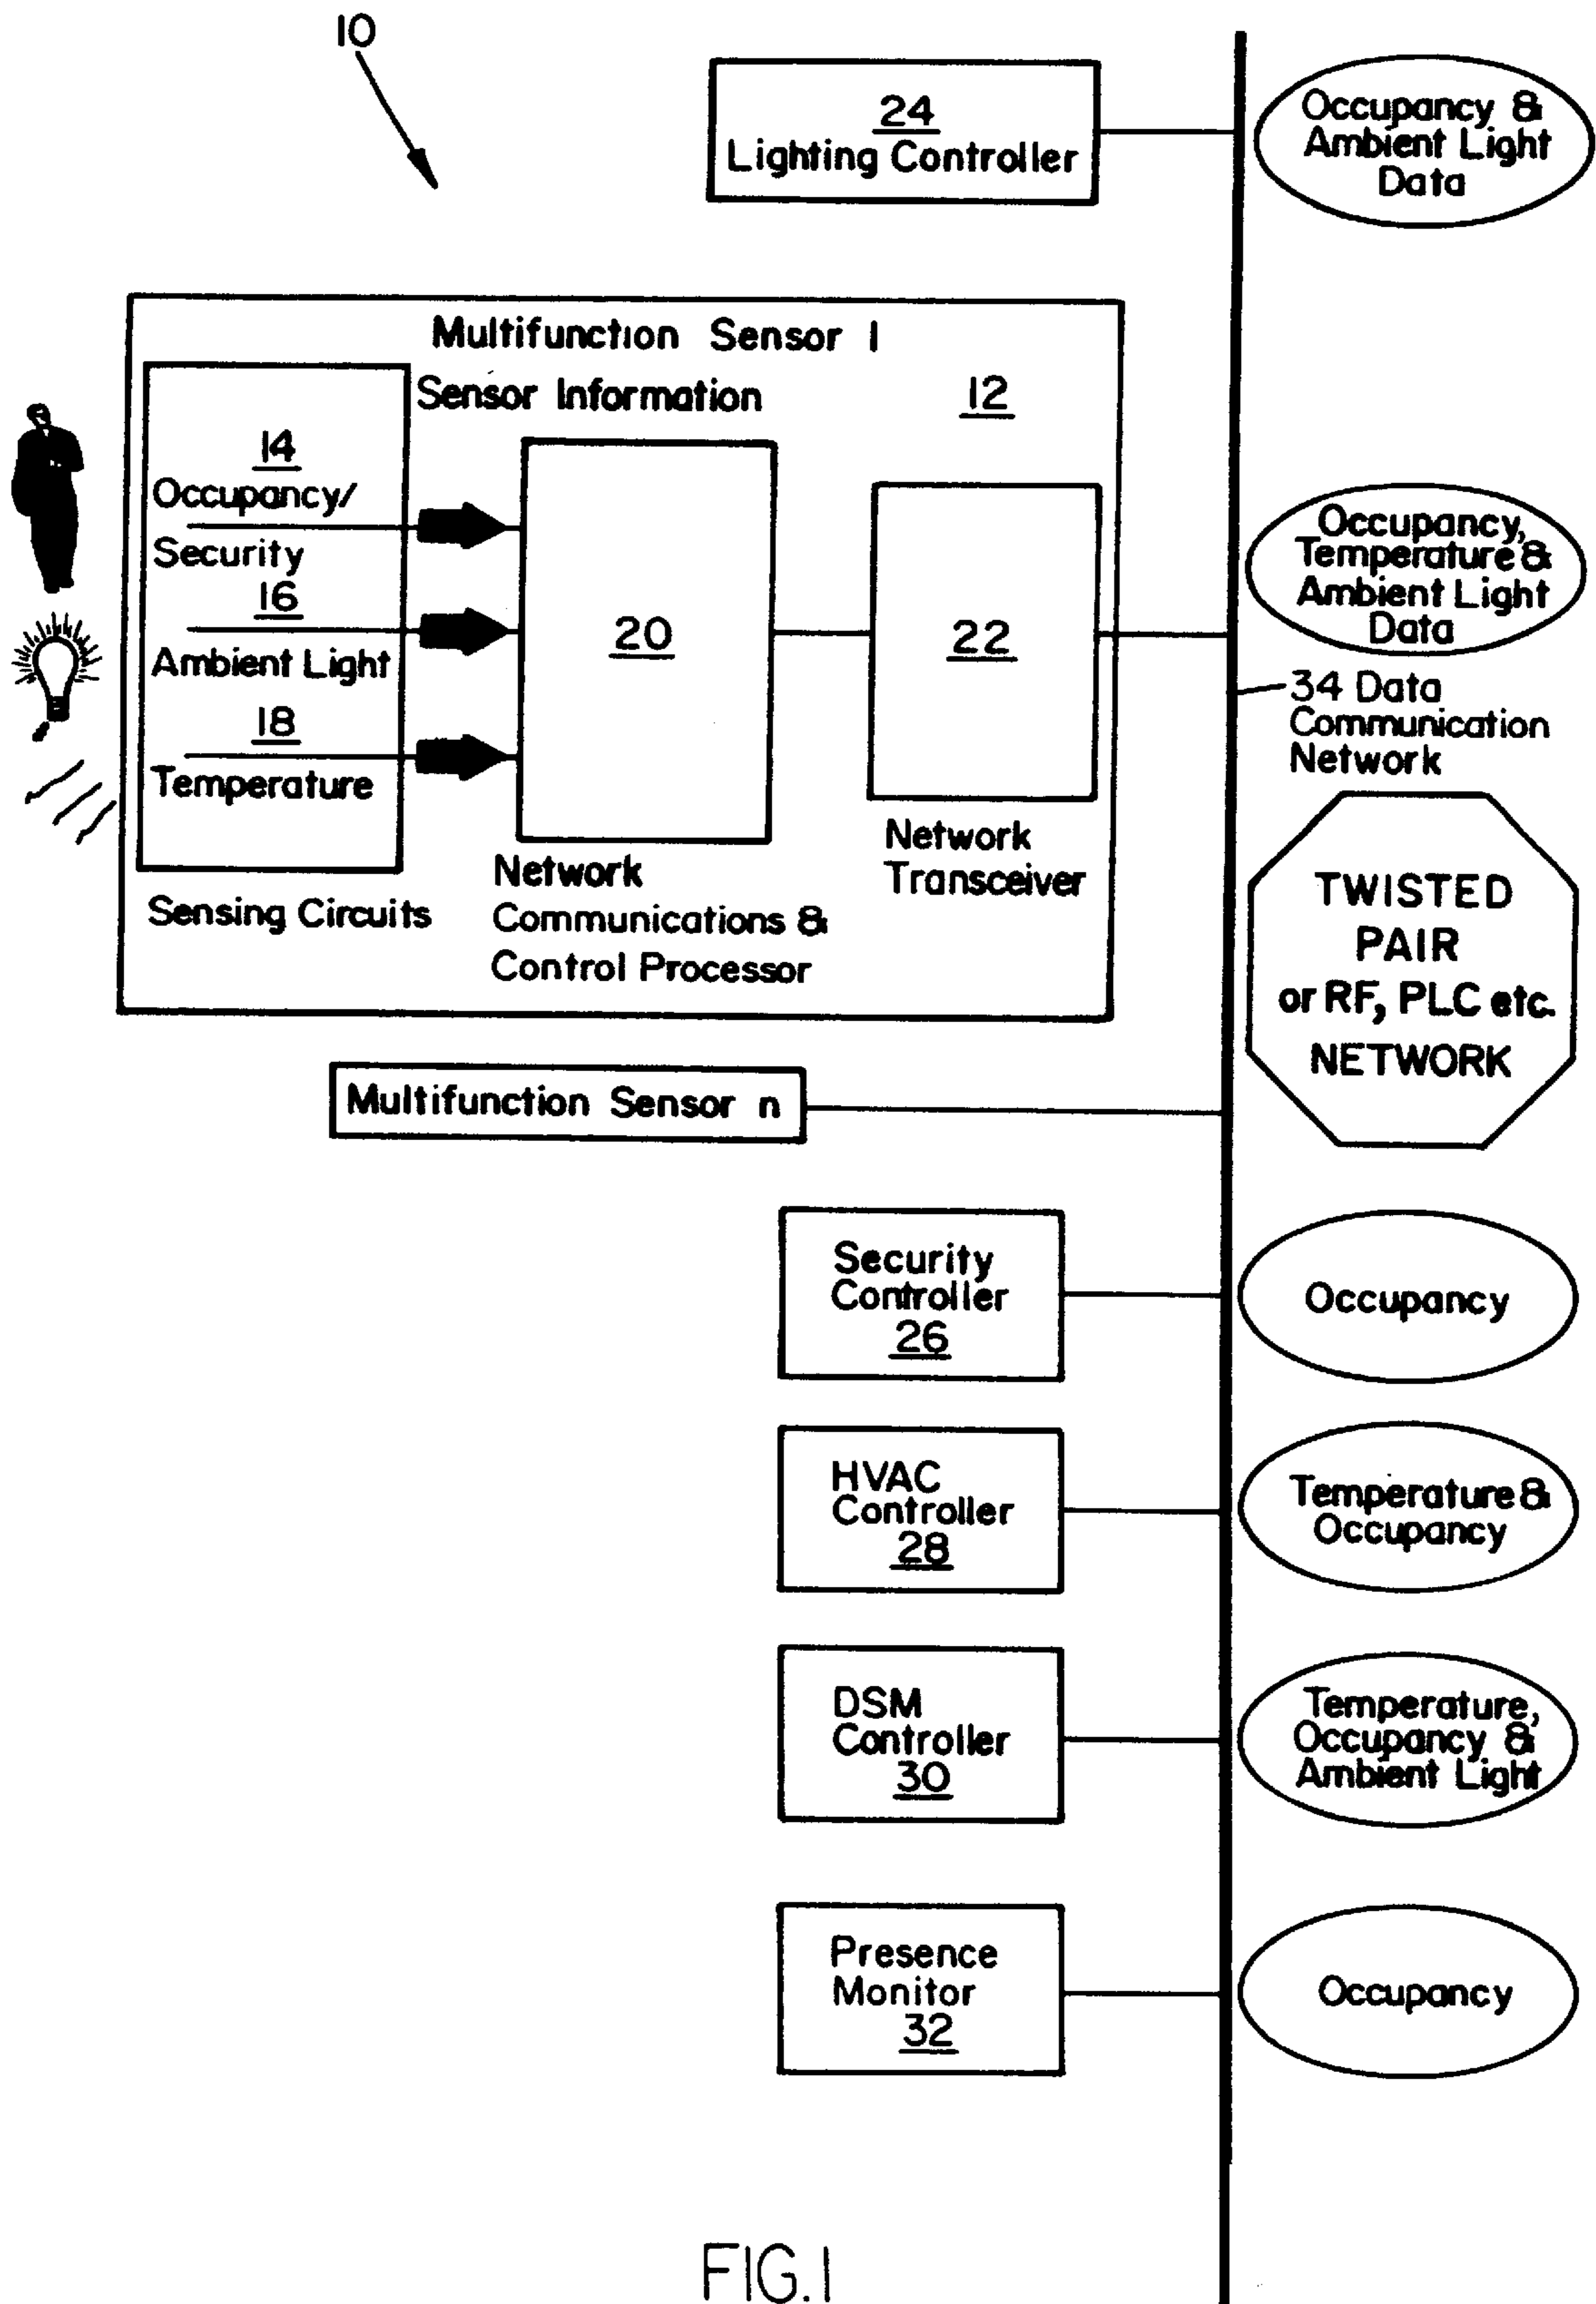 10
24
Lighting Controller
Occupancy &
Ambient Light
Data
Multifunction Sensor 1
Sensor Information
12
14
Occupancy/
Security
16
Ambient Light
18
Temperature
20
22
Sensing Circuits
Network
Communications &
Control Processor
Network
Transceiver
Occupancy,
Temperature &
Ambient Light
Data
34 Data
Communication
Network
TWISTED
PAIR
or RF, PLC etc.
NETWORK
Multifunction Sensor n
Security
Controller
26
Occupancy
HVAC
Controller
28
Temperature &
Occupancy
DSM
Controller
30
Temperature,
Occupancy &
Ambient Light
Presence
Monitor
32
Occupancy
FIG.1